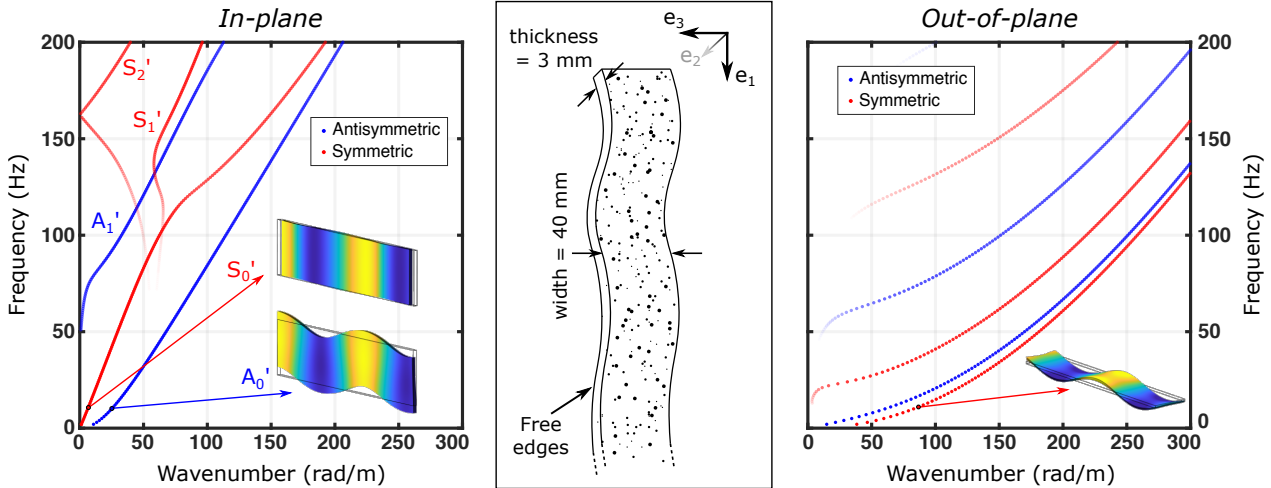 In-plane
200
150
100
50
0
0
50
100
150
200
250
300
Frequency (Hz)
Wavenumber (rad/m)
S2'
S1'
A1'
S0'
A0'
Antisymmetric
Symmetric
thickness
= 3 mm
e3
e2
e1
width = 40 mm
Free
edges
Out-of-plane
Antisymmetric
Symmetric
200
150
100
50
0
0
50
100
150
200
250
300
Frequency (Hz)
Wavenumber (rad/m)